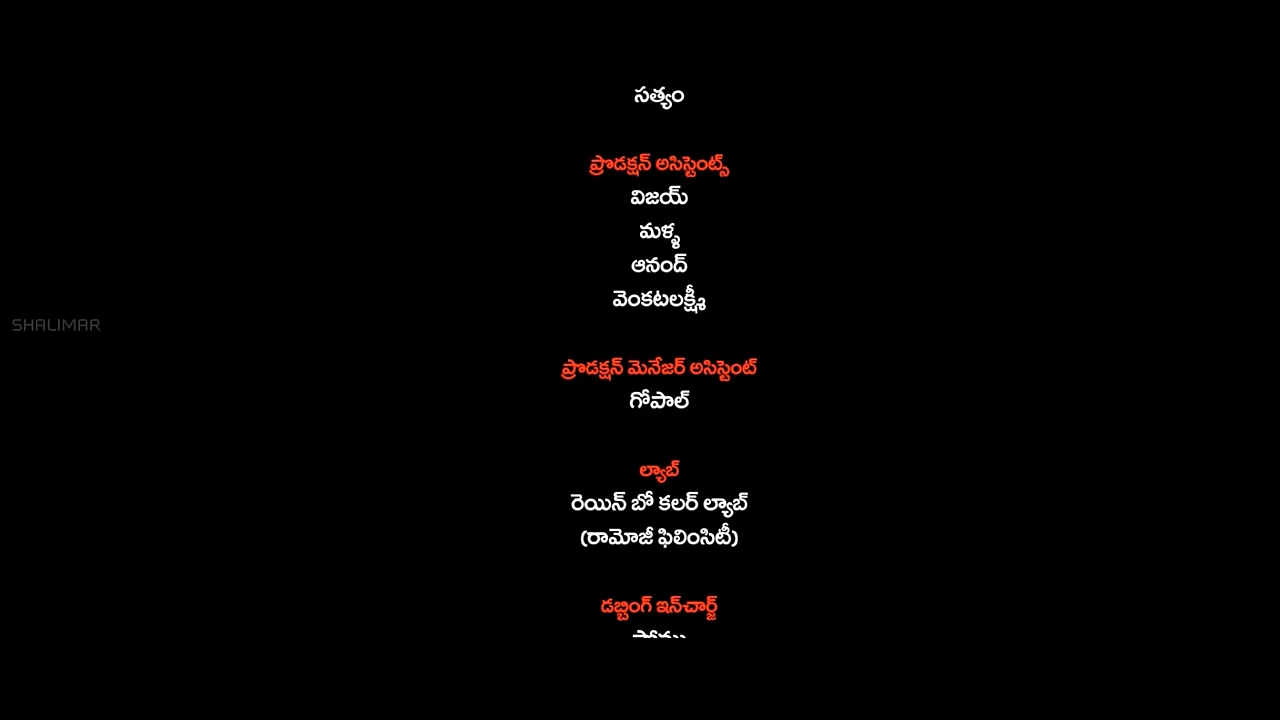 సత్యం
ప్రొడక్షన్ అసిస్టెంట్స్
విజయ్
మళ్ళ
ఆనంద్
వెంకటలక్ష్మీ
SHALIMAR
ప్రొడక్షన్ మెనేజర్ అసిస్టెంట్
గోపాల్
ల్యాబ్
రెయిన్ బో కలర్ ల్యాబ్
(రామోజీ ఫిలింసిటీ)
డబ్బింగ్ ఇన్‌చార్జ్